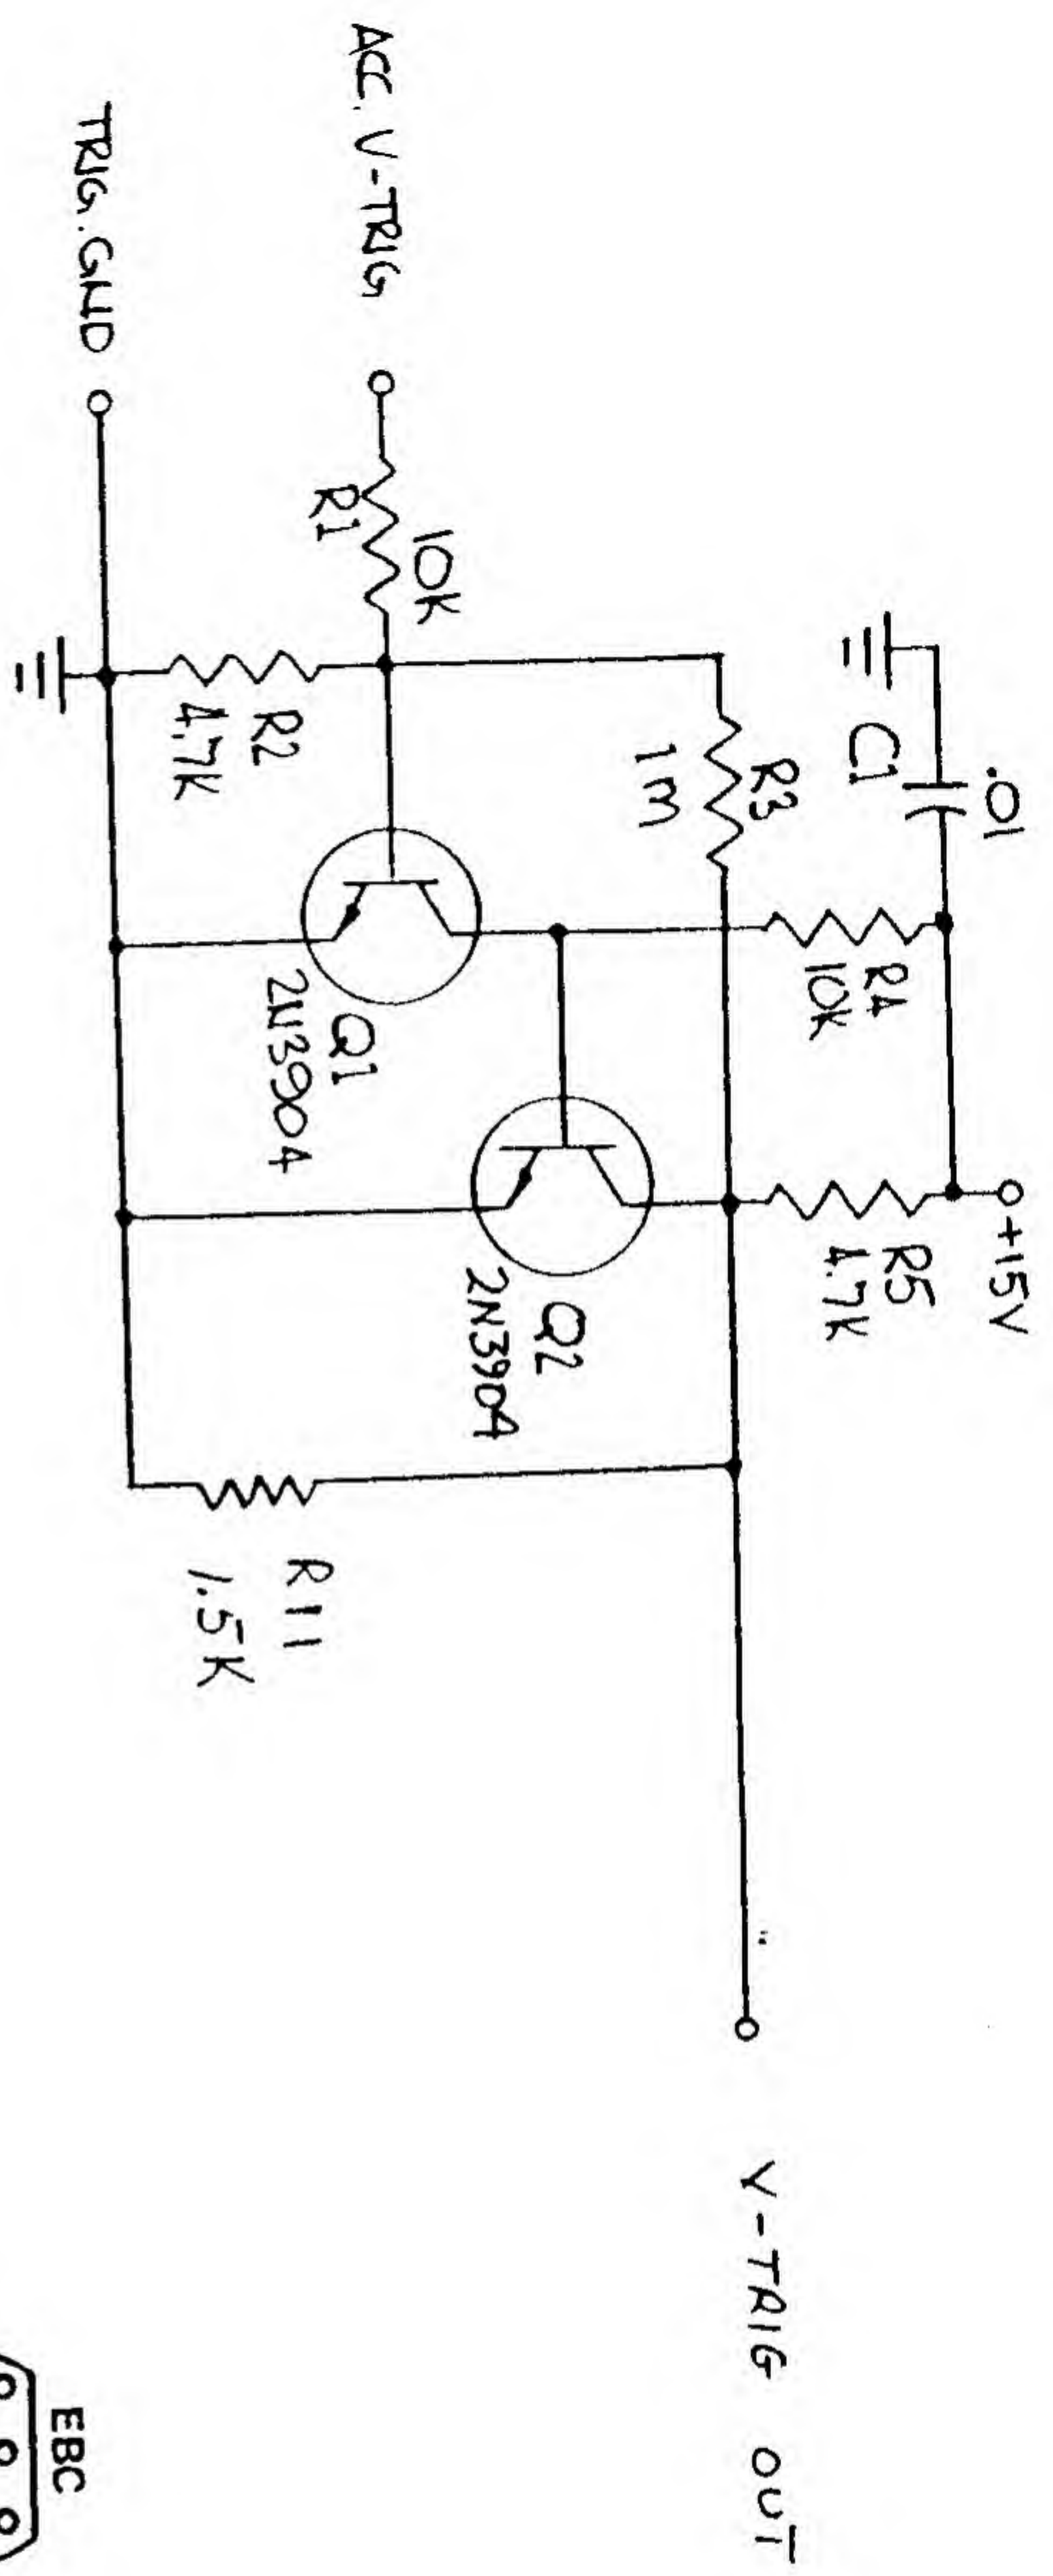 ACC. V-TRIG
TRIG. GND
10K
R1
R2
4.7K
.01
C1
R3
1M
R4
10K
+15V
R5
4.7K
Q1
2N3904
Q2
2N3904
R11
1.5K
V-TRIG OUT
EBC